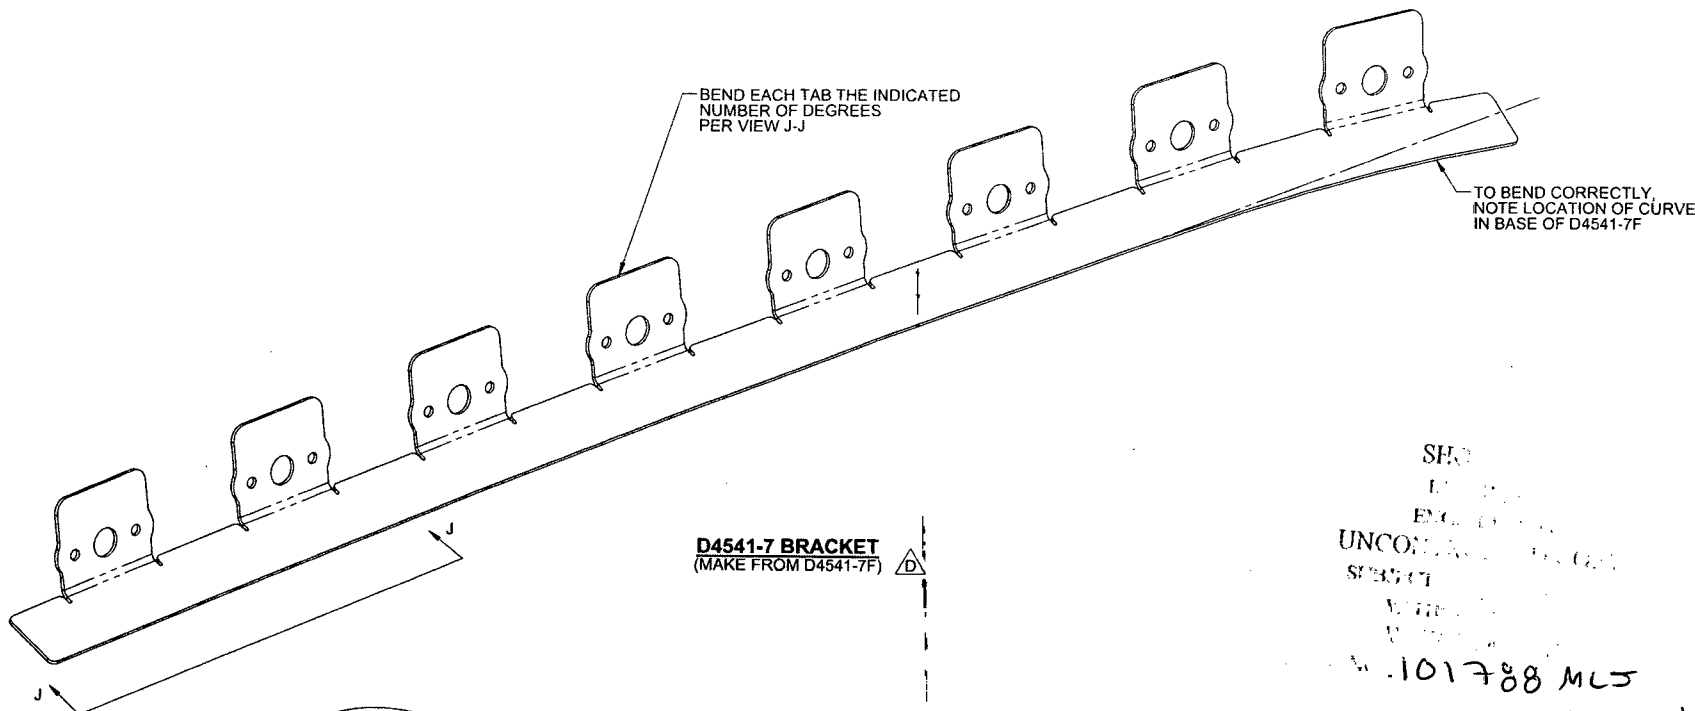 BEND EACH TAB THE INDICATED
NUMBER OF DEGREES
PER VIEW J-J
TO BEND CORRECTLY,
NOTE LOCATION OF CURVE
IN BASE OF D4541-7F
J
D4541-7 BRACKET
(MAKE FROM D4541-7F)
D
J
101788 MLJ